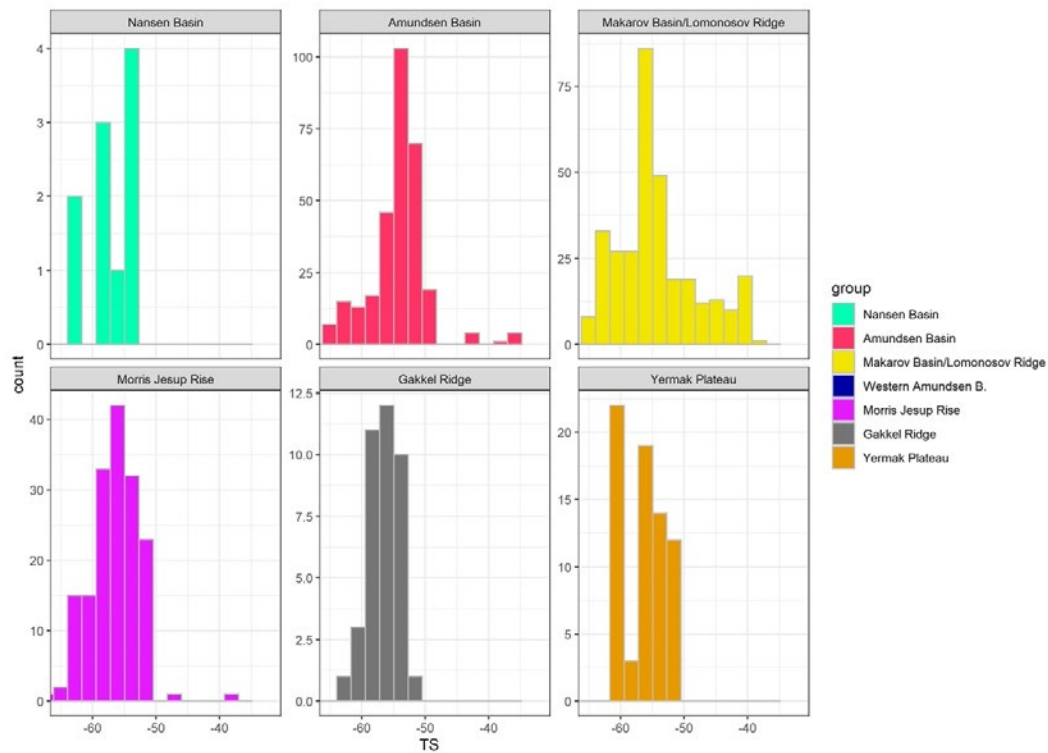 Nansen Basin
Amundsen Basin
Makarov Basin/Lomonosov Ridge
4
3
2
1
0
100
75
50
25
0
75
50
25
0
count
Morris Jesup Rise
Gakkel Ridge
Yermak Plateau
40
30
20
10
0
12.5
10.0
7.5
5.0
2.5
0.0
20
15
10
5
0
-60 -50 -40
-60 -50 -40
-60 -50 -40
TS
group
Nansen Basin
Amundsen Basin
Makarov Basin/Lomonosov Ridge
Western Amundsen B.
Morris Jesup Rise
Gakkel Ridge
Yermak Plateau